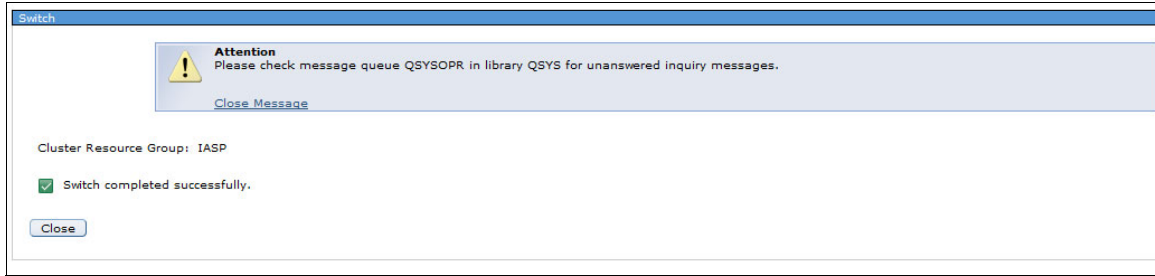 Switch
Attention
Please check message queue QSYSOPR in library QSYS for unanswered inquiry messages.
Close Message
Cluster Resource Group: IASP
Switch completed successfully.
Close